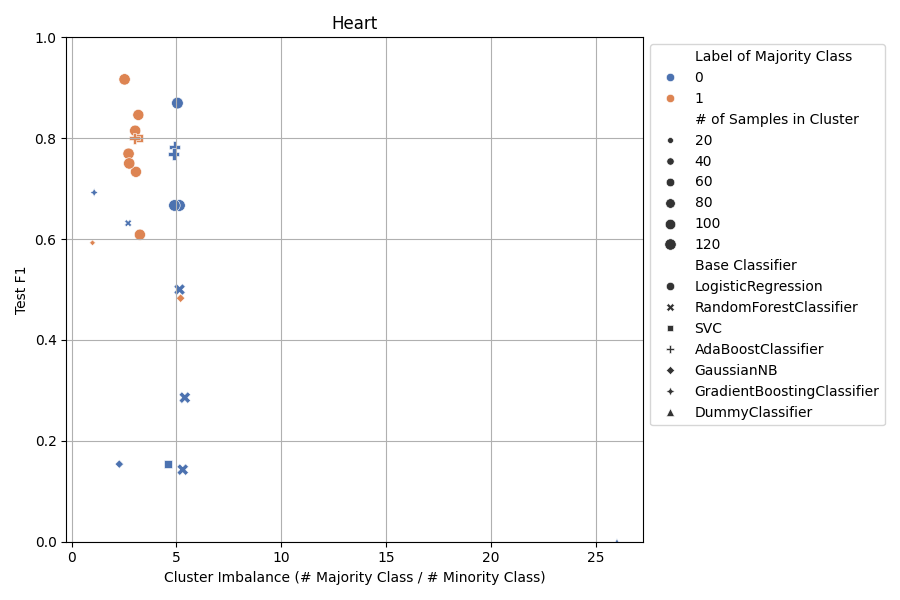 Heart
1.0
0.8
0.6
0.4
0.2
0.0
Test F1
0 5 10 15 20 25
Cluster Imbalance (# Majority Class / # Minority Class)
Label of Majority Class
0
1
# of Samples in Cluster
20
40
60
80
100
120
Base Classifier
LogisticRegression
RandomForestClassifier
SVC
AdaBoostClassifier
GaussianNB
GradientBoostingClassifier
DummyClassifier